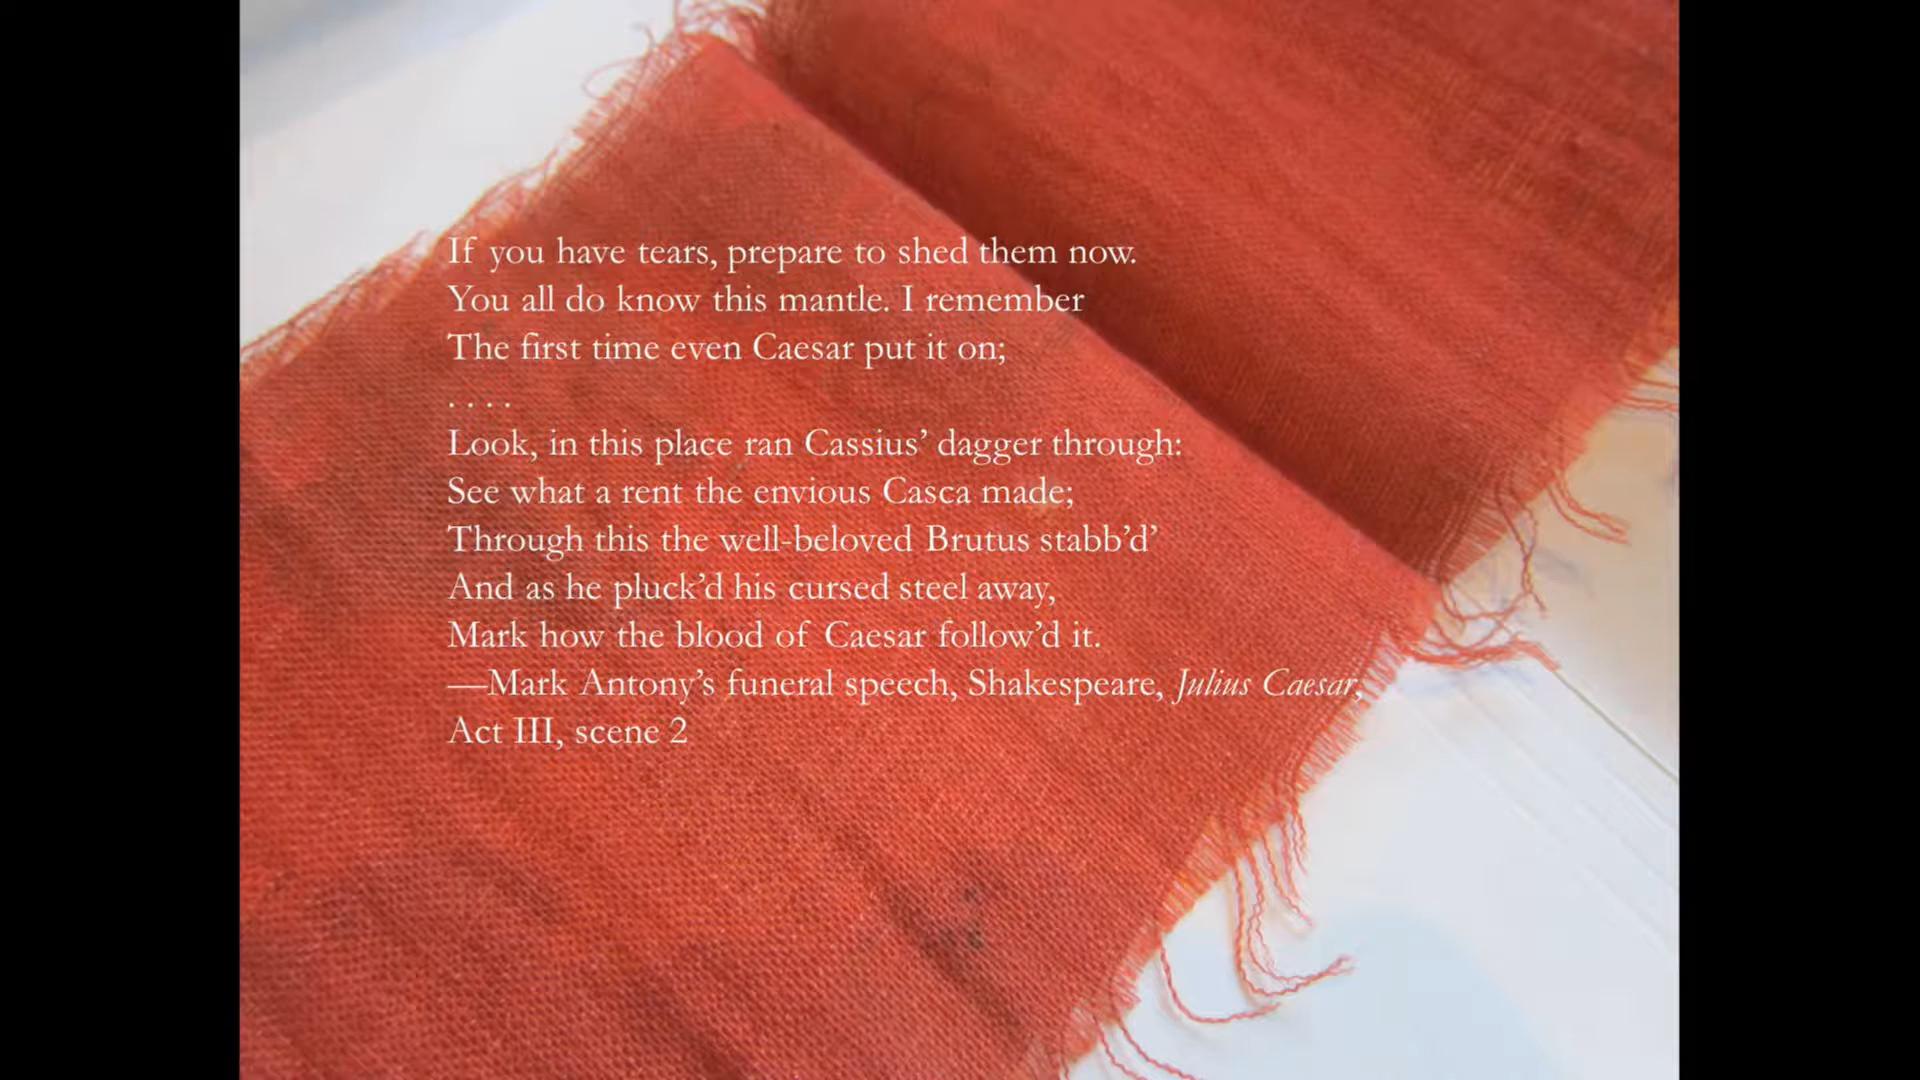 If you have tears, prepare to shed them now.
You all do know this mantle. I remember
The first time even Caesar put it on;
. . . .
Look, in this place ran Cassius’ dagger through:
See what a rent the envious Casca made;
Through this the well-beloved Brutus stabb’d’
And as he pluck’d his cursed steel away,
Mark how the blood of Caesar follow’d it.
—Mark Antony’s funeral speech, Shakespeare, Julius Caesar,
Act III, scene 2